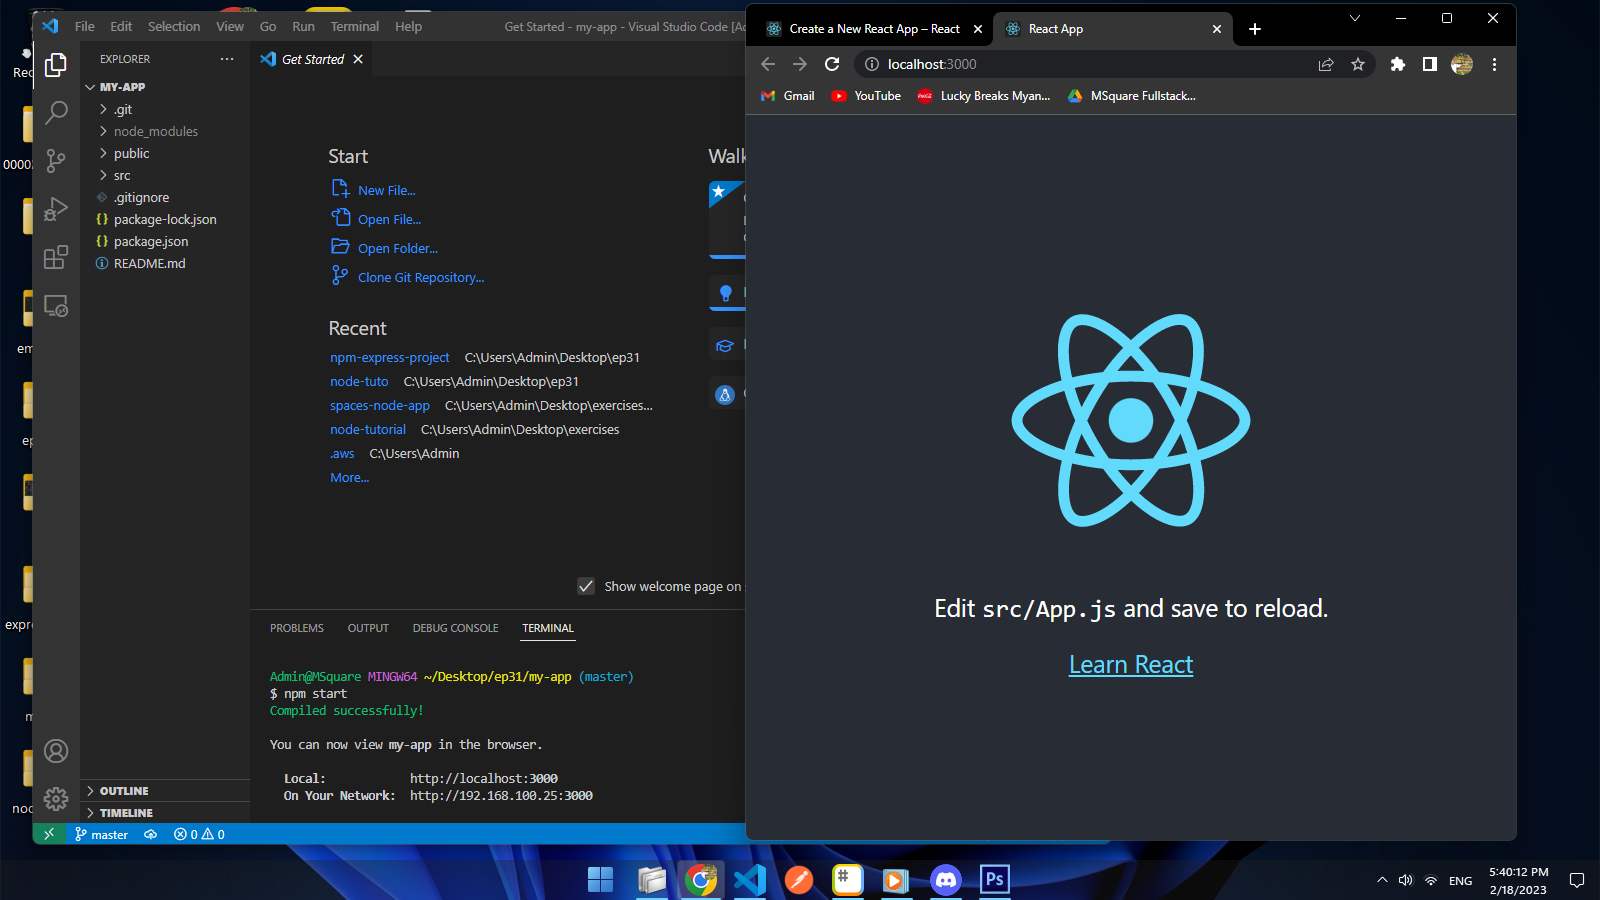 File Edit Selection View Go Run Terminal Help
Get Started - my-app - Visual Studio Code [Ad
EXPLORER
MY-APP
.git
node_modules
public
src
.gitignore
package-lock.json
package.json
README.md
OUTLINE
TIMELINE
Get Started
Start
New File...
Open File...
Open Folder...
Clone Git Repository...
Recent
npm-express-project C:\Users\Admin\Desktop\ep31
node-tuto C:\Users\Admin\Desktop\ep31
spaces-node-app C:\Users\Admin\Desktop\exercises...
node-tutorial C:\Users\Admin\Desktop\exercises
.aws C:\Users\Admin
More...
Walk
Show welcome page on
PROBLEMS OUTPUT DEBUG CONSOLE TERMINAL
Admin@MSquare MINGW64 ~/Desktop/ep31/my-app (master)
$ npm start
Compiled successfully!
You can now view my-app in the browser.
Local: http://localhost:3000
On Your Network: http://192.168.100.25:3000
master 0 0
Create a New React App – React
React App
localhost:3000
Gmail YouTube Lucky Breaks Myan... MSquare Fullstack...
Edit src/App.js and save to reload.
Learn React
Rec
0000
em
ep
expre
m
noc
Ps
ENG
5:40:12 PM
2/18/2023